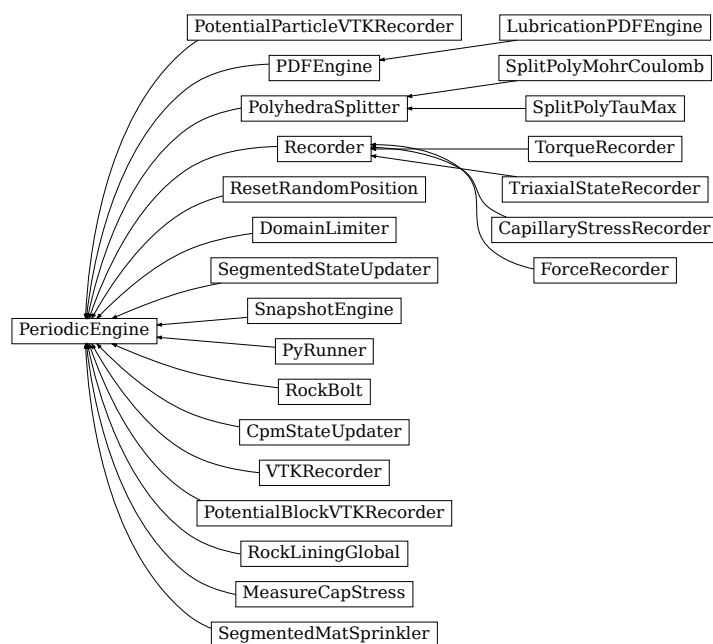 PotentialParticleVTKRecorder
LubricationPDFEngine
PDFEngine
SplitPolyMohrCoulomb
PolyhedraSplitter
SplitPolyTauMax
Recorder
TorqueRecorder
ResetRandomPosition
TriaxialStateRecorder
DomainLimiter
CapillaryStressRecorder
SegmentedStateUpdater
ForceRecorder
SnapshotEngine
PeriodicEngine
PyRunner
RockBolt
CpmStateUpdater
VTKRecorder
PotentialBlockVTKRecorder
RockLiningGlobal
MeasureCapStress
SegmentedMatSprinkler